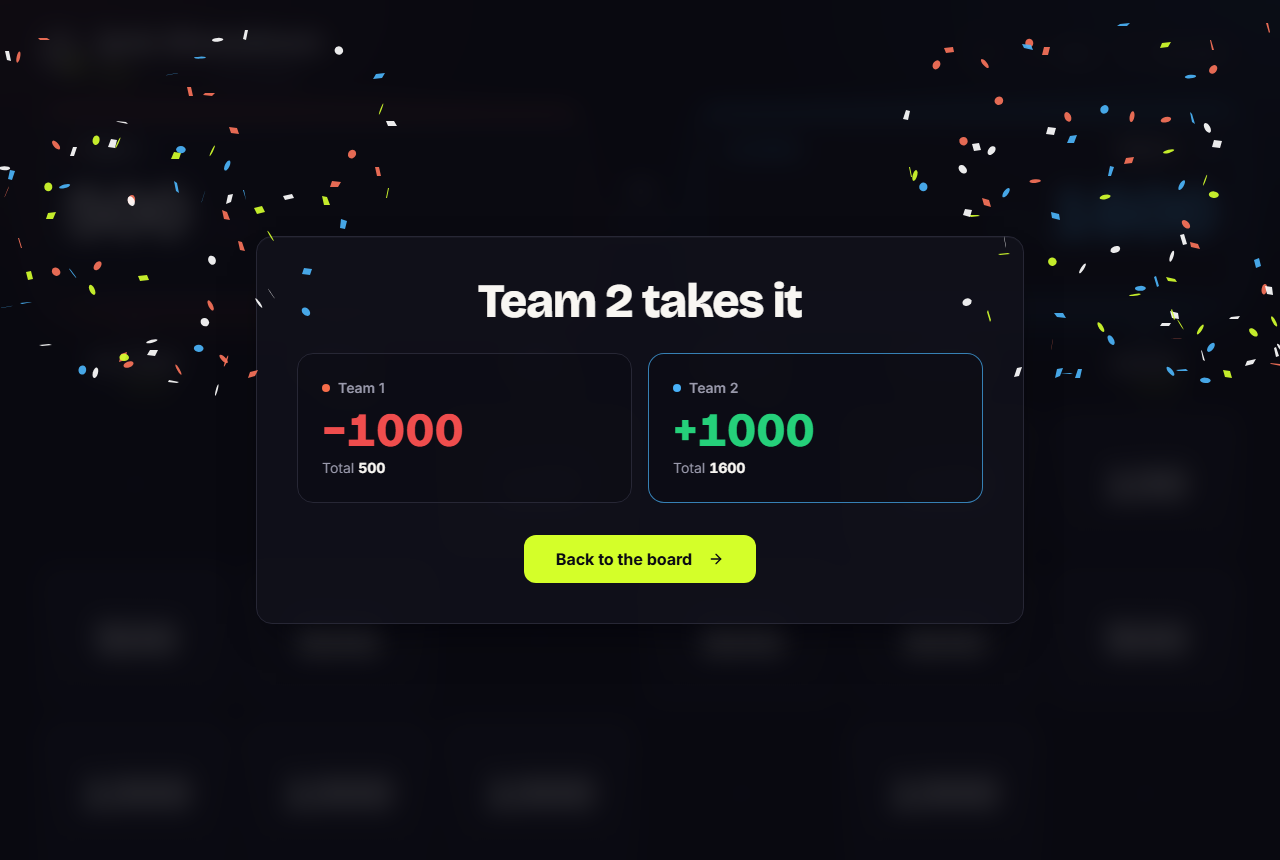 Team 2 takes it
Team 1
−1000
Total 500
Team 2
+1000
Total 1600
Back to the board →